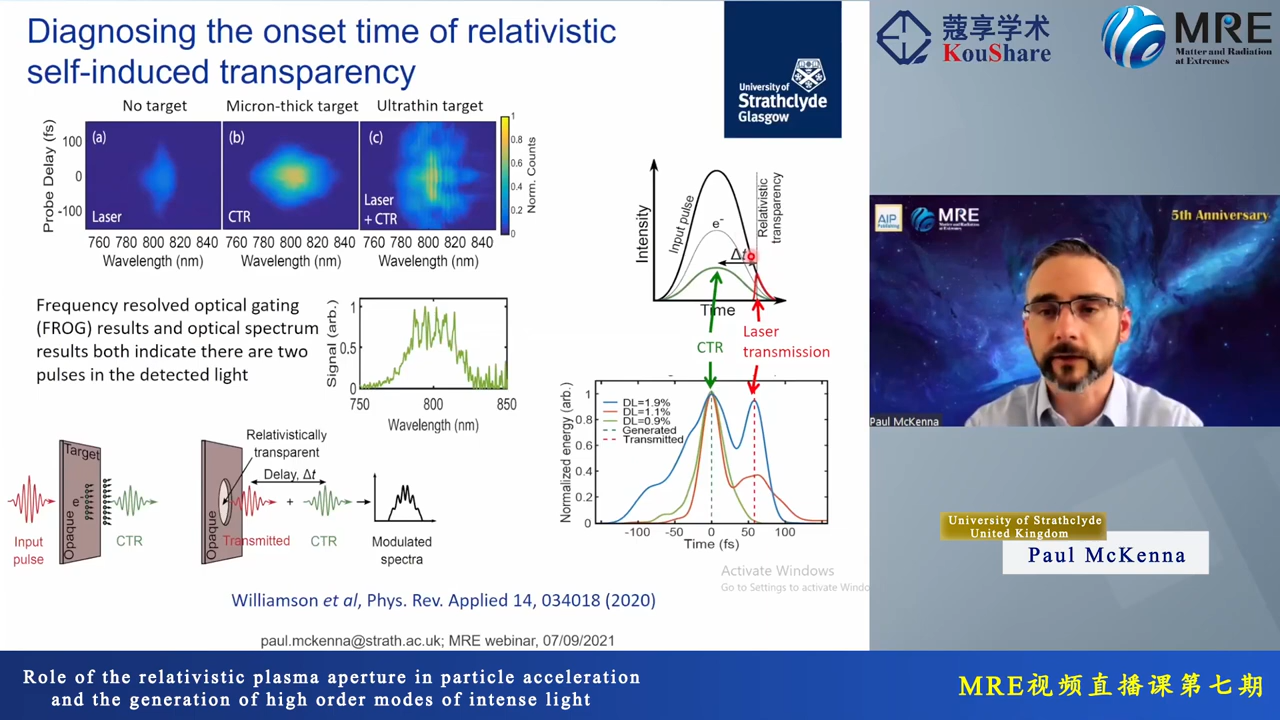 Diagnosing the onset time of relativistic
self-induced transparency
University of
Strathclyde
Glasgow
蔻享学术
KouShare
MRE
Matter and Radiation
at Extremes
No target
Micron-thick target
Ultrathin target
Probe Delay (fs)
100
0
-100
(a)
Laser
(b)
CTR
(c)
Laser
+ CTR
1
0.8
0.6
0.4
0.2
0
Norm. Counts
760 780 800 820 840
760 780 800 820 840
760 780 800 820 840
Wavelength (nm)
Wavelength (nm)
Wavelength (nm)
Intensity
Input pulse
e-
Relativistic
transparency
Δt
Time
CTR
Laser
transmission
Frequency resolved optical gating
(FROG) results and optical spectrum
results both indicate there are two
pulses in the detected light
Signal (arb.)
1
0.5
0
750 800 850
Wavelength (nm)
Normalized energy (arb.)
1
0.8
0.6
0.4
0.2
0
DL=1.9%
DL=1.1%
DL=0.9%
Generated
Transmitted
-100 -50 0 50 100
Time (fs)
Target
e-
Opaque
Input
pulse
CTR
Relativistically
transparent
Delay, Δt
+
Opaque
Transmitted
CTR
Modulated
spectra
Activate Windows
Go to Settings to activate Windo
Williamson et al, Phys. Rev. Applied 14, 034018 (2020)
paul.mckenna@strath.ac.uk; MRE webinar, 07/09/2021
AIP
Publishing
MRE
Matter and Radiation
at Extremes
5th Anniversary
Paul McKenna
University of Strathclyde
United Kingdom
Paul McKenna
Role of the relativistic plasma aperture in particle acceleration
and the generation of high order modes of intense light
MRE视频直播课第七期